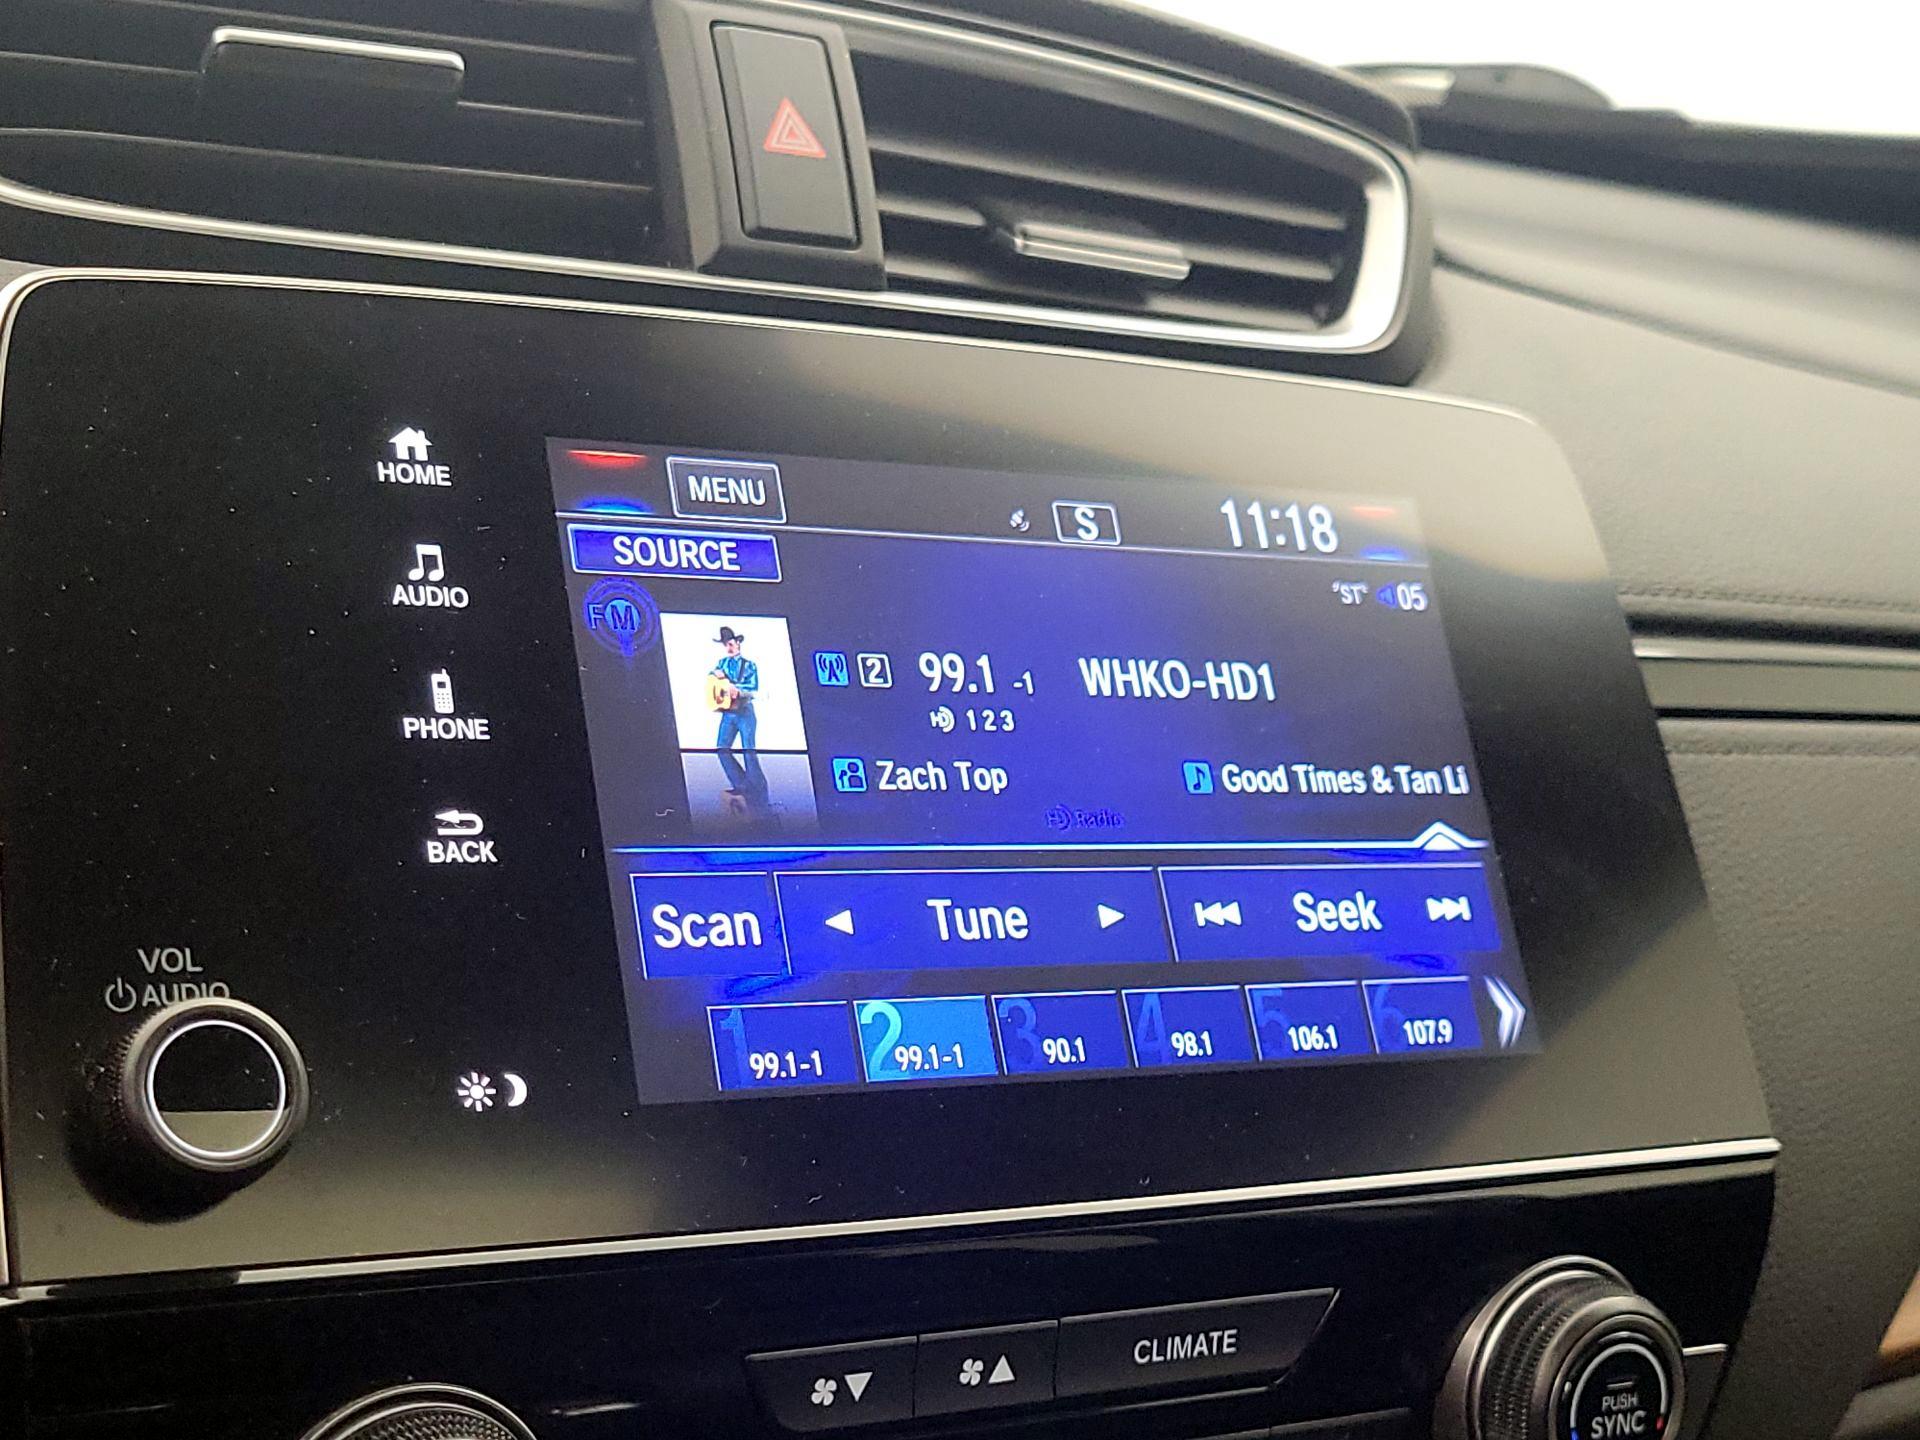 HOME
AUDIO
PHONE
BACK
VOL
AUDIO
MENU
S
11:18
SOURCE
FM
"ST" 05
2 99.1 -1 WHKO-HD1
HD 1 2 3
Zach Top
Good Times & Tan Li
HD Radio
Scan
Tune
Seek
1 99.1-1
2 99.1-1
3 90.1
4 98.1
5 106.1
6 107.9
CLIMATE
PUSH
SYNC